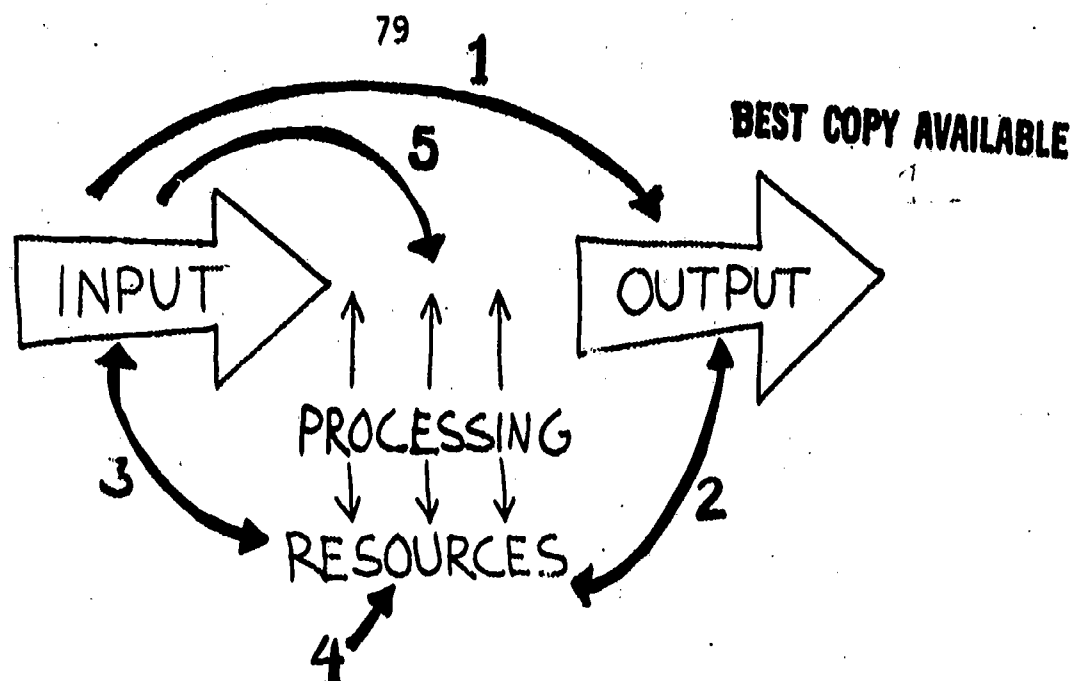 79
1
BEST COPY AVAILABLE
5
INPUT
OUTPUT
PROCESSING
3
2
RESOURCES
4